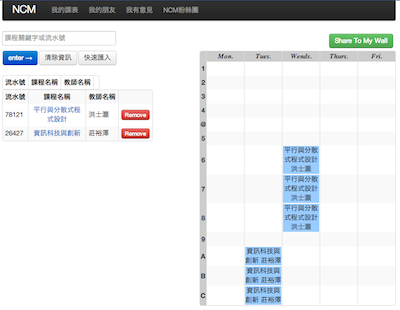 NCM 我的課表 我的朋友 我有意見 NCM粉絲團
課程關鍵字或流水號
Share To My Wall
enter → 清除資訊 快速匯入
流水號 課程名稱 教師名稱
流水號 課程名稱 教師名稱
78121 平行與分散式程
式設計 洪士灝 Remove
26427 資訊科技與創新 莊裕澤 Remove
Mon. Tues. Wends. Thurs. Fri.
1
2
3
4
@
5
6 平行與分散
式程式設計
洪士灝
7 平行與分散
式程式設計
洪士灝
8 平行與分散
式程式設計
洪士灝
9
A 資訊科技與
創新 莊裕澤
B 資訊科技與
創新 莊裕澤
C 資訊科技與
創新 莊裕澤